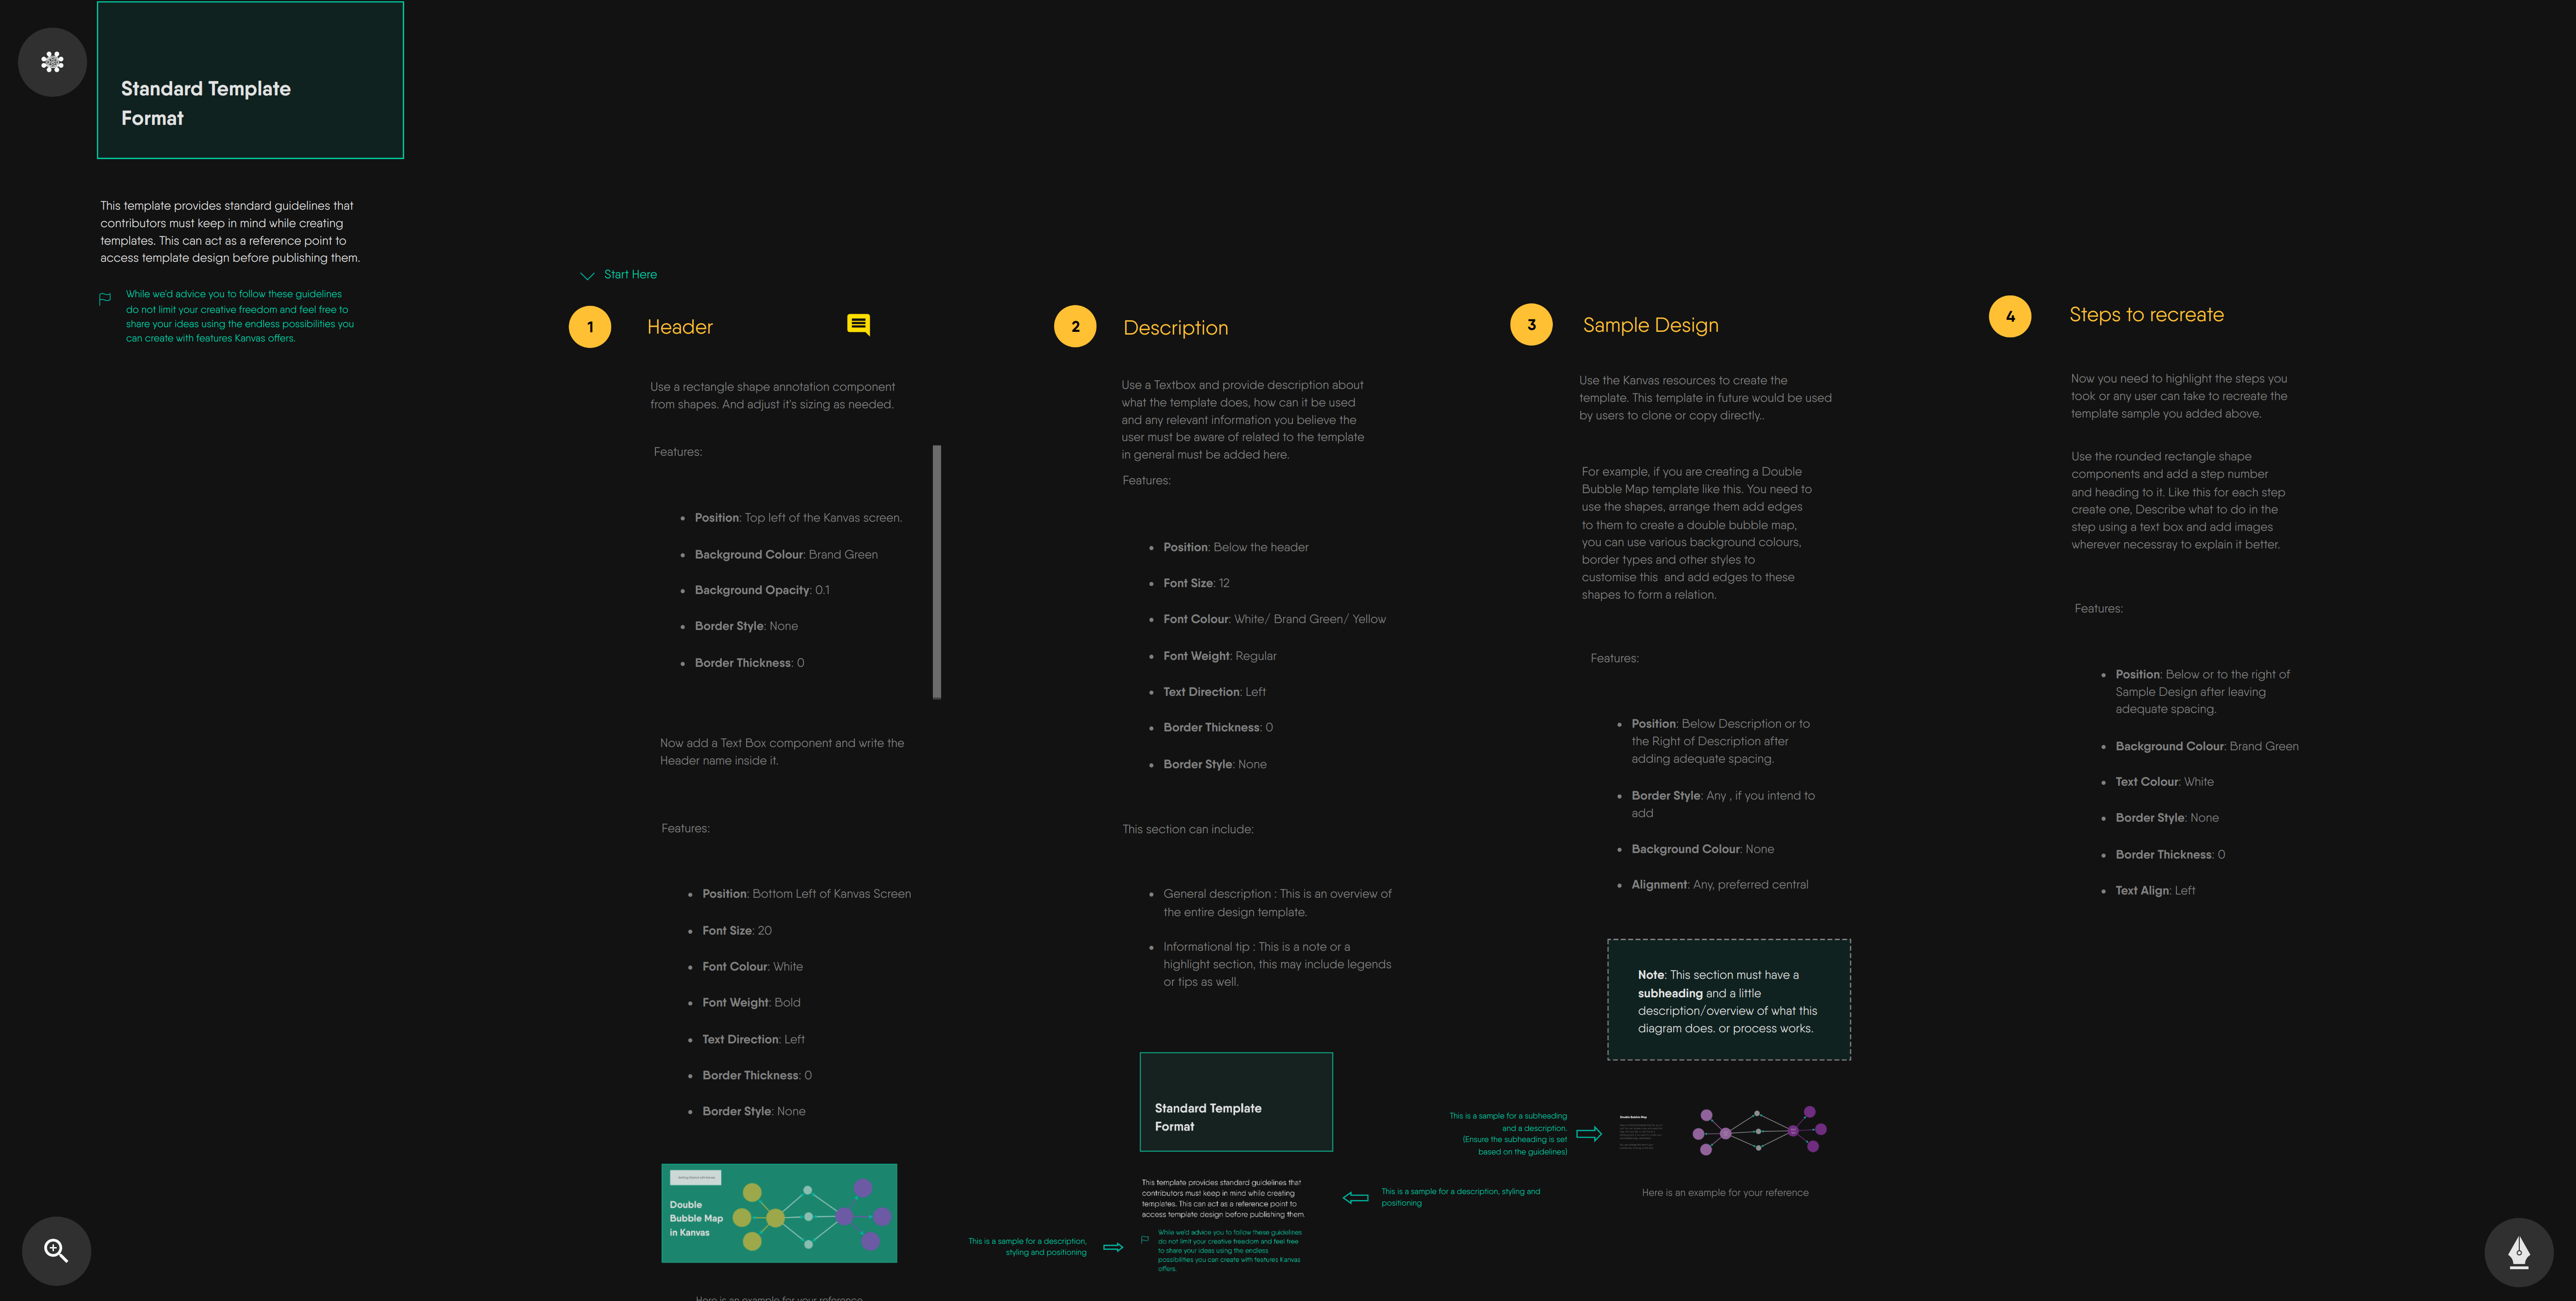 Standard Template
Format
This template provides standard guidelines that
contributors must keep in mind while creating
templates. This can act as a reference point to
access template design before publishing them.
While we'd advice you to follow these guidelines
do not limit your creative freedom and feel free to
share your ideas using the endless possibilities you
can create with features Kanvas offers.
Start Here
1
Header
Use a rectangle shape annotation component
from shapes. And adjust it's sizing as needed.
Features:
• Position: Top left of the Kanvas screen.
• Background Colour: Brand Green
• Background Opacity: 0.1
• Border Style: None
• Border Thickness: 0
Now add a Text Box component and write the
Header name inside it.
Features:
• Position: Bottom Left of Kanvas Screen
• Font Size: 20
• Font Colour: White
• Font Weight: Bold
• Text Direction: Left
• Border Thickness: 0
• Border Style: None
Double
Bubble Map
in Kanvas
Here is an example for your reference
2
Description
Use a Textbox and provide description about
what the template does, how can it be used
and any relevant information you believe the
user must be aware of related to the template
in general must be added here.
Features:
• Position: Below the header
• Font Size: 12
• Font Colour: White/ Brand Green/ Yellow
• Font Weight: Regular
• Text Direction: Left
• Border Thickness: 0
• Border Style: None
This section can include:
• General description : This is an overview of
the entire design template.
• Informational tip : This is a note or a
highlight section, this may include legends
or tips as well.
Standard Template
Format
This template provides standard guidelines that
contributors must keep in mind while creating
templates. This can act as a reference point to
access template design before publishing them.
While we'd advice you to follow these guidelines
do not limit your creative freedom and feel free
to share your ideas using the endless
possibilities you can create with features Kanvas
offers.
This is a sample for a description,
styling and positioning
This is a sample for a description, styling and
positioning
3
Sample Design
Use the Kanvas resources to create the
template. This template in future would be used
by users to clone or copy directly..
For example, if you are creating a Double
Bubble Map template like this. You need to
use the shapes, arrange them add edges
to them to create a double bubble map,
you can use various background colours,
border types and other styles to
customise this and add edges to these
shapes to form a relation.
Features:
• Position: Below Description or to
the Right of Description after
adding adequate spacing.
• Border Style: Any , if you intend to
add
• Background Colour: None
• Alignment: Any, preferred central
Note: This section must have a
subheading and a little
description/overview of what this
diagram does. or process works.
This is a sample for a subheading
and a description.
(Ensure the subheading is set
based on the guidelines)
Double Bubble Map
Here is an example for your reference
4
Steps to recreate
Now you need to highlight the steps you
took or any user can take to recreate the
template sample you added above.
Use the rounded rectangle shape
components and add a step number
and heading to it. Like this for each step
create one, Describe what to do in the
step using a text box and add images
wherever necessray to explain it better.
Features:
• Position: Below or to the right of
Sample Design after leaving
adequate spacing.
• Background Colour: Brand Green
• Text Colour: White
• Border Style: None
• Border Thickness: 0
• Text Align: Left